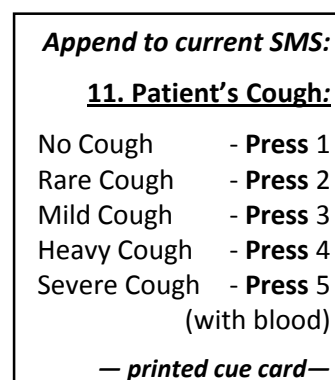 Append to current SMS:
11. Patient’s Cough:
No Cough - Press 1
Rare Cough - Press 2
Mild Cough - Press 3
Heavy Cough - Press 4
Severe Cough - Press 5
(with blood)
— printed cue card—